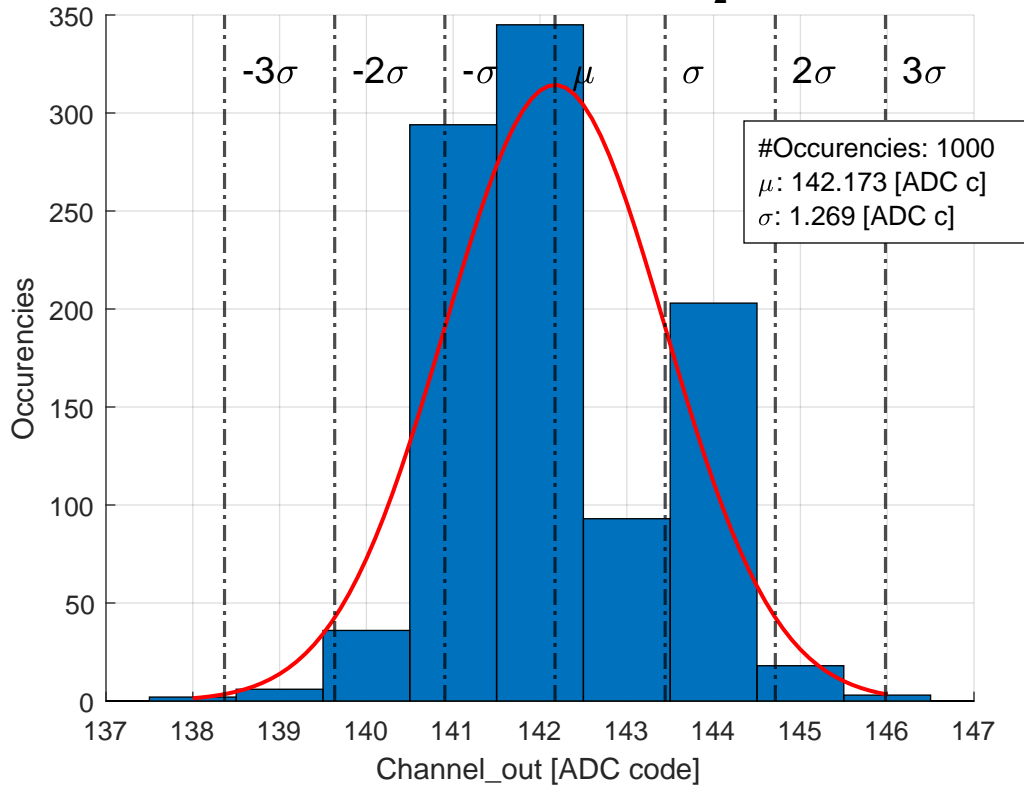 350
300
250
200
150
100
50
0
-3σ -2σ -σ μ σ 2σ 3σ
#Occurencies: 1000
μ: 142.173 [ADC c]
σ: 1.269 [ADC c]
Occurencies
137 138 139 140 141 142 143 144 145 146 147
Channel_out [ADC code]